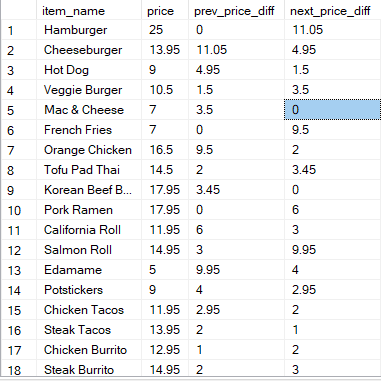 item_name price prev_price_diff next_price_diff
1 Hamburger 25 0 11.05
2 Cheeseburger 13.95 11.05 4.95
3 Hot Dog 9 4.95 1.5
4 Veggie Burger 10.5 1.5 3.5
5 Mac & Cheese 7 3.5 0
6 French Fries 7 0 9.5
7 Orange Chicken 16.5 9.5 2
8 Tofu Pad Thai 14.5 2 3.45
9 Korean Beef B... 17.95 3.45 0
10 Pork Ramen 17.95 0 6
11 California Roll 11.95 6 3
12 Salmon Roll 14.95 3 9.95
13 Edamame 5 9.95 4
14 Potstickers 9 4 2.95
15 Chicken Tacos 11.95 2.95 2
16 Steak Tacos 13.95 2 1
17 Chicken Burrito 12.95 1 2
18 Steak Burrito 14.95 2 3